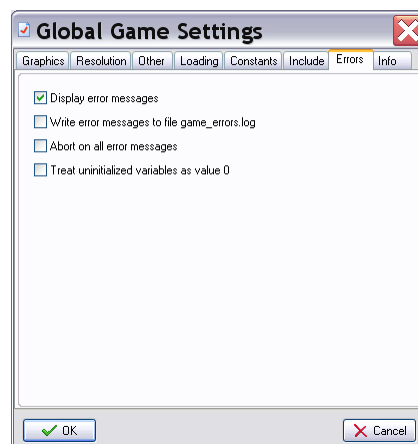 Global Game Settings
Graphics Resolution Other Loading Constants Include Errors Info
Display error messages
Write error messages to file game_errors.log
Abort on all error messages
Treat uninitialized variables as value 0
OK Cancel